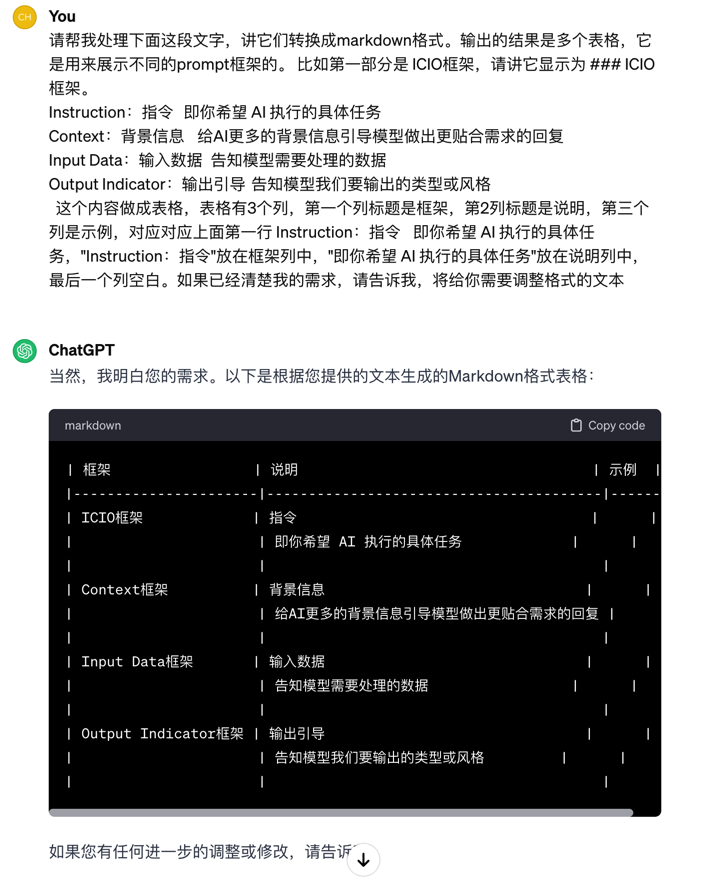 CH
You
请帮我处理下面这段文字，讲它们转换成markdown格式。输出的结果是多个表格，它
是用来展示不同的prompt框架的。 比如第一部分是 ICIO框架，请讲它显示为 ### ICIO
框架。
Instruction：指令  即你希望 AI 执行的具体任务
Context：背景信息   给AI更多的背景信息引导模型做出更贴合需求的回复
Input Data：输入数据  告知模型需要处理的数据
Output Indicator：输出引导 告知模型我们要输出的类型或风格
这个内容做成表格，表格有3个列，第一个列标题是框架，第2列标题是说明，第三个
列是示例，对应对应上面第一行 Instruction：指令   即你希望 AI 执行的具体任
务，"Instruction：指令"放在框架列中，"即你希望 AI 执行的具体任务"放在说明列中，
最后一个列空白。如果已经清楚我的需求，请告诉我，将给你需要调整格式的文本
ChatGPT
当然，我明白您的需求。以下是根据您提供的文本生成的Markdown格式表格：
markdown Copy code
| 框架 | 说明 | 示例 |
|----------------------|----------------------------------------|------
| ICIO框架 | 指令 | |
| | 即你希望 AI 执行的具体任务 | |
| | |
| Context框架 | 背景信息 | |
| | 给AI更多的背景信息引导模型做出更贴合需求的回复 |
| | |
| Input Data框架 | 输入数据 | |
| | 告知模型需要处理的数据 | |
| | |
| Output Indicator框架 | 输出引导 | |
| | 告知模型我们要输出的类型或风格 | |
| | |
如果您有任何进一步的调整或修改，请告诉